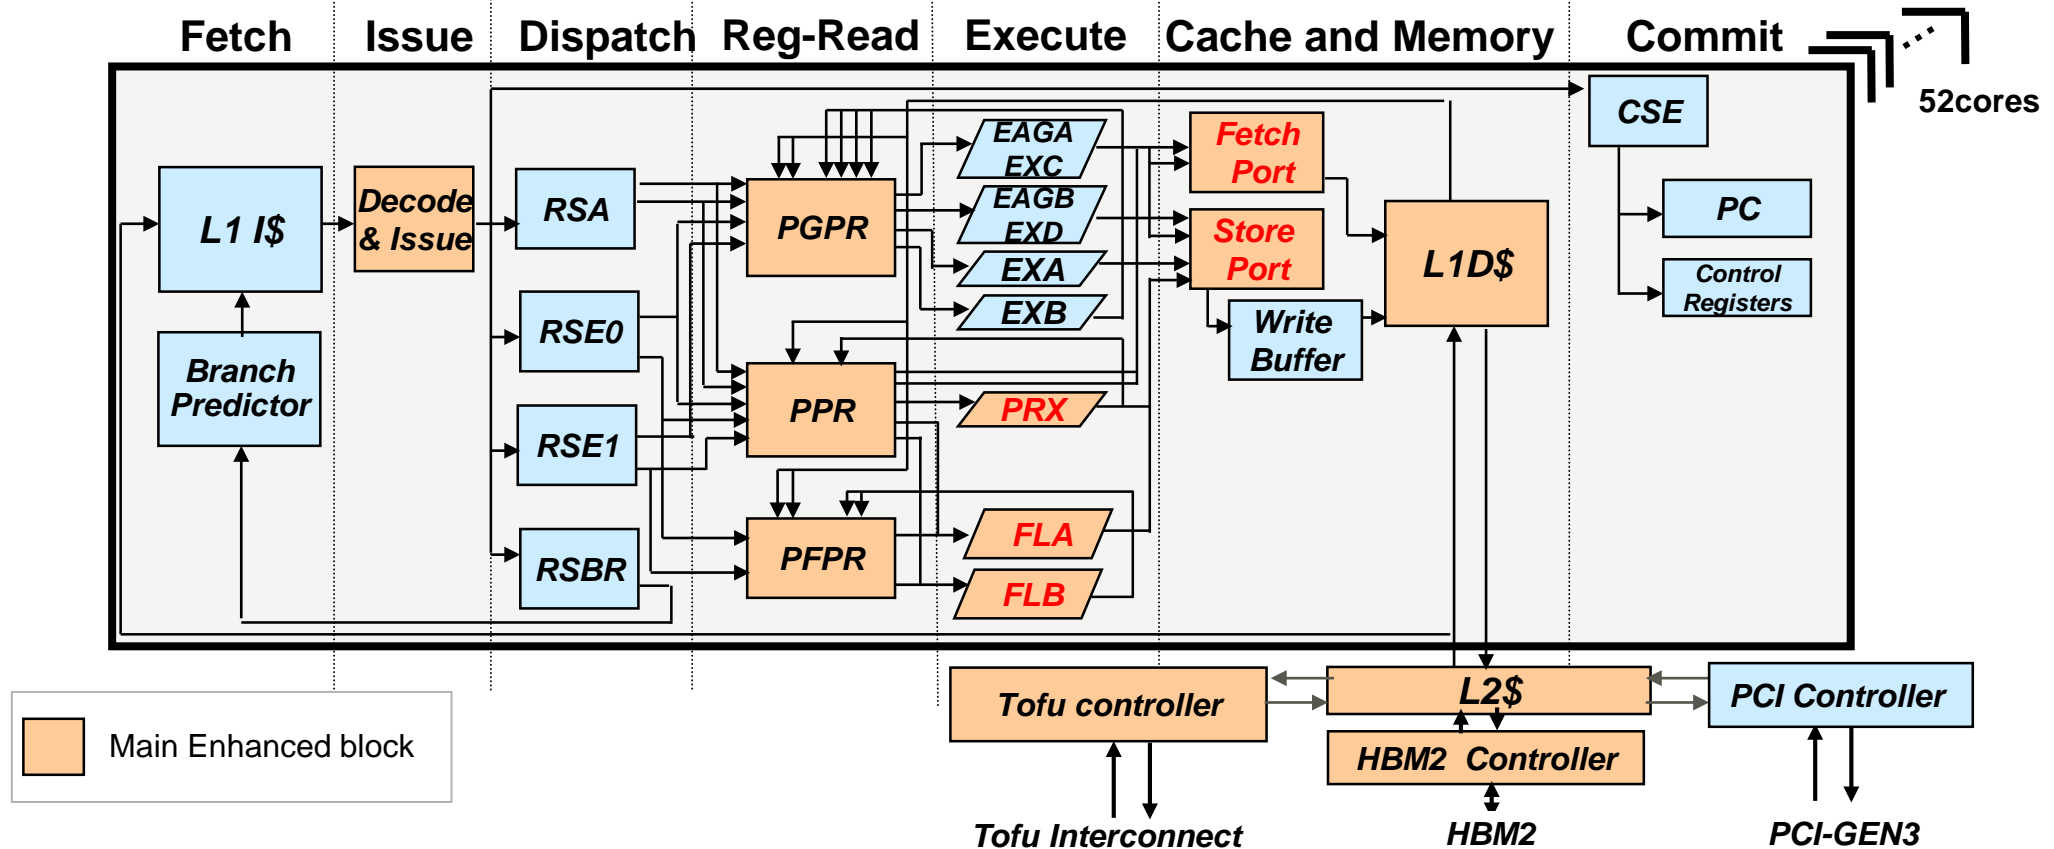 Fetch
Issue
Dispatch
Reg-Read
Execute
Cache and Memory
Commit
52cores
CSE
PC
Control
Registers
L1 I$
Branch
Predictor
Decode
& Issue
RSA
RSE0
RSE1
RSBR
PGPR
PPR
PFPR
EAGA
EXC
EAGB
EXD
EXA
EXB
PRX
FLA
FLB
Fetch
Port
Store
Port
Write
Buffer
L1D$
Tofu controller
L2$
PCI Controller
HBM2 Controller
Main Enhanced block
Tofu Interconnect
HBM2
PCI-GEN3